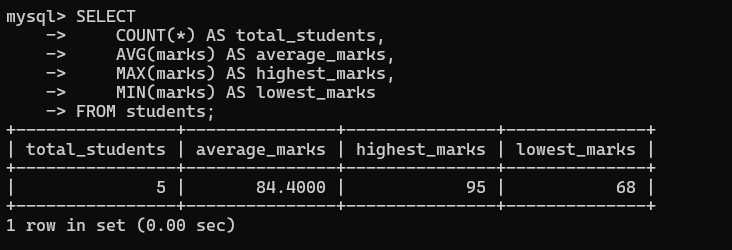 mysql> SELECT
    ->     COUNT(*) AS total_students,
    ->     AVG(marks) AS average_marks,
    ->     MAX(marks) AS highest_marks,
    ->     MIN(marks) AS lowest_marks
    -> FROM students;
+----------------+---------------+---------------+--------------+
| total_students | average_marks | highest_marks | lowest_marks |
+----------------+---------------+---------------+--------------+
|              5 |       84.4000 |            95 |           68 |
+----------------+---------------+---------------+--------------+
1 row in set (0.00 sec)